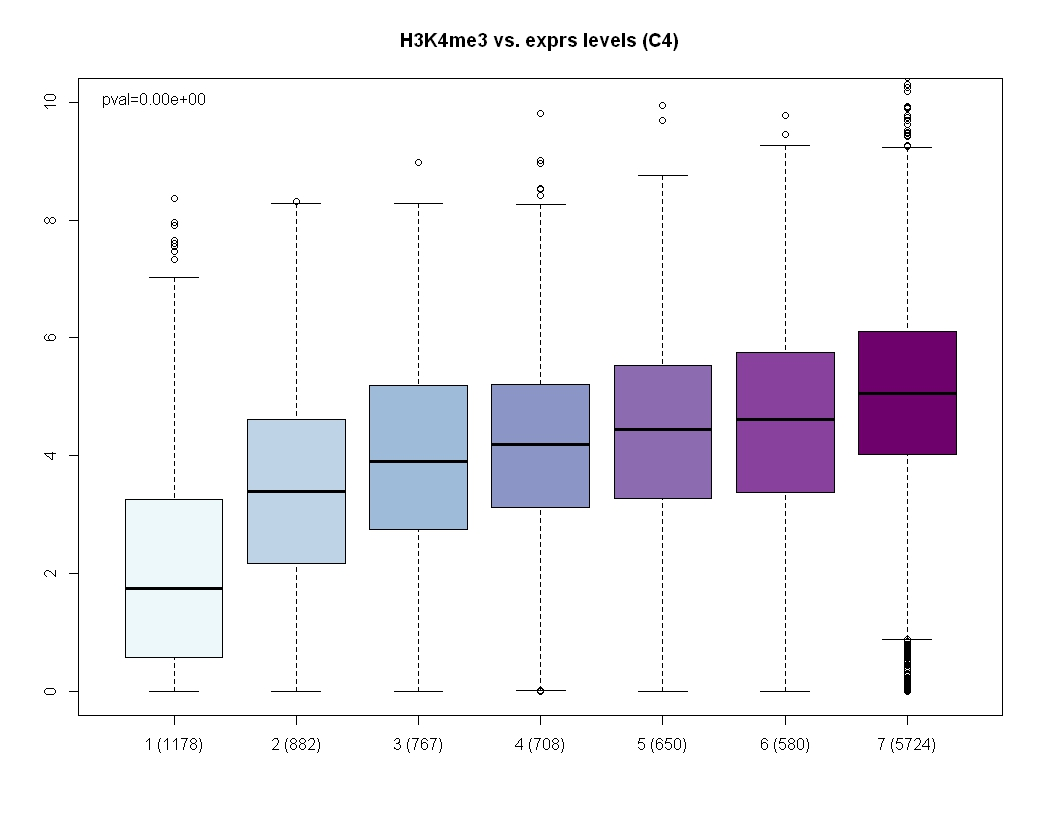 H3K4me3 vs. exprs levels (C4)
pval=0.00e+00
10
8
6
4
2
0
1 (1178) 2 (882) 3 (767) 4 (708) 5 (650) 6 (580) 7 (5724)